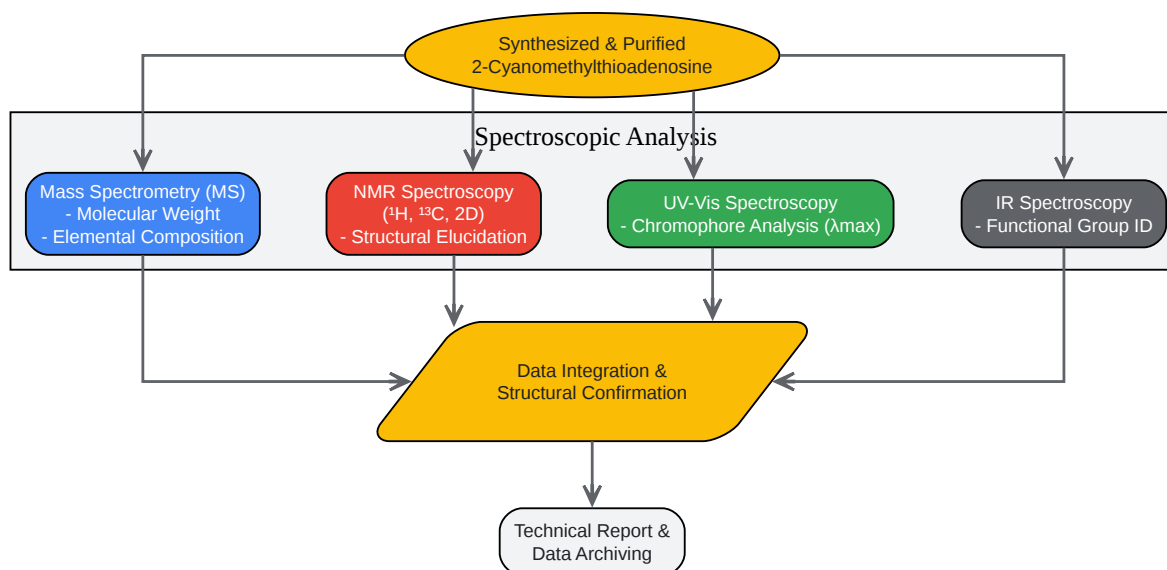 Synthesized & Purified
2-Cyanomethylthioadenosine
Spectroscopic Analysis
Mass Spectrometry (MS)
- Molecular Weight
- Elemental Composition
NMR Spectroscopy
(¹H, ¹³C, 2D)
- Structural Elucidation
UV-Vis Spectroscopy
- Chromophore Analysis (λmax)
IR Spectroscopy
- Functional Group ID
Data Integration &
Structural Confirmation
Technical Report &
Data Archiving